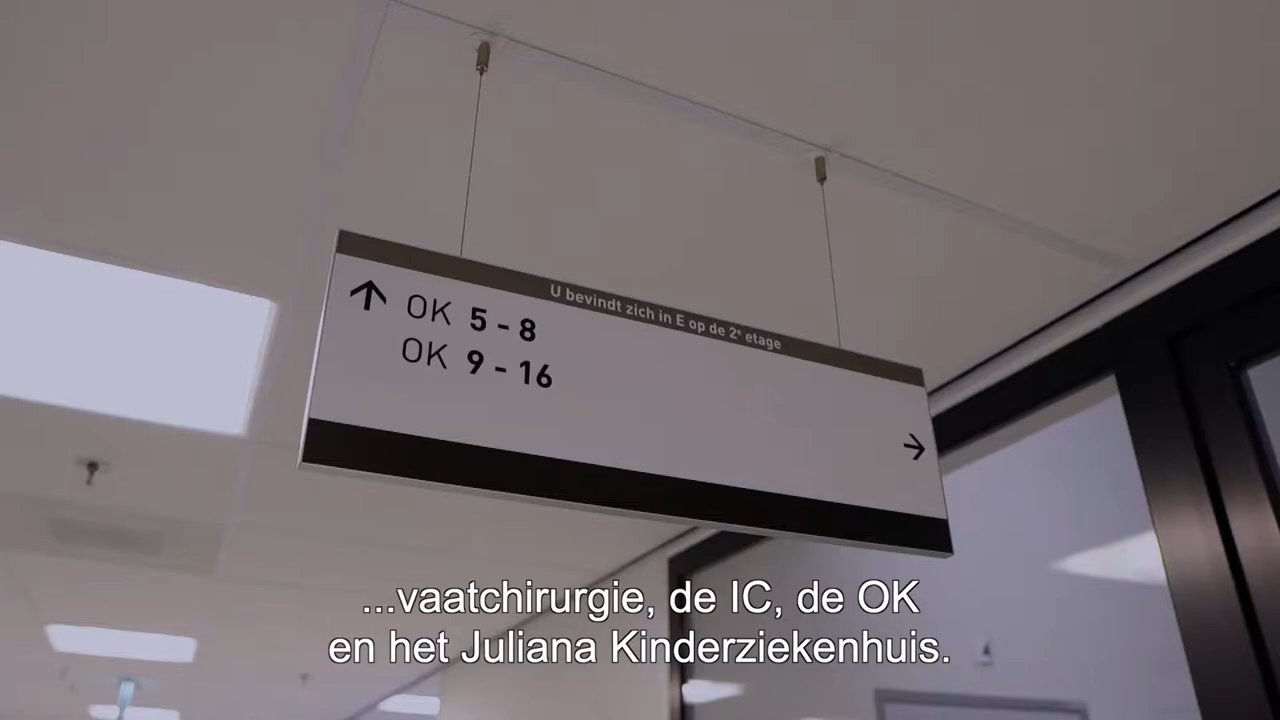 U bevindt zich in E op de 2e etage
↑ OK 5 - 8
OK 9 - 16
→
...vaatchirurgie, de IC, de OK
en het Juliana Kinderziekenhuis.